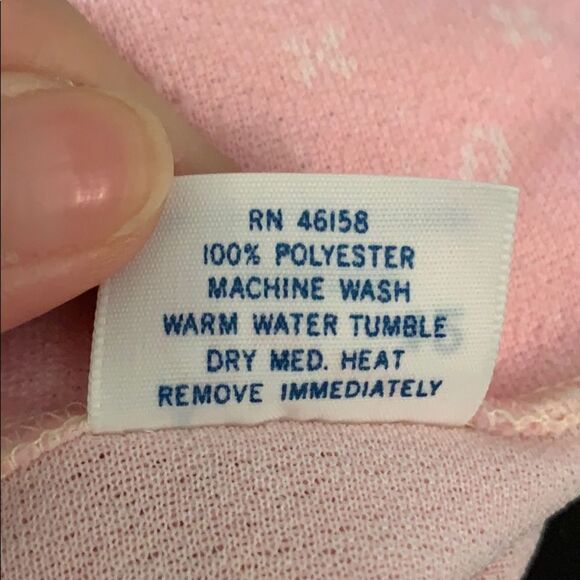 RN 46158
100% POLYESTER
MACHINE WASH
WARM WATER TUMBLE
DRY MED. HEAT
REMOVE IMMEDIATELY